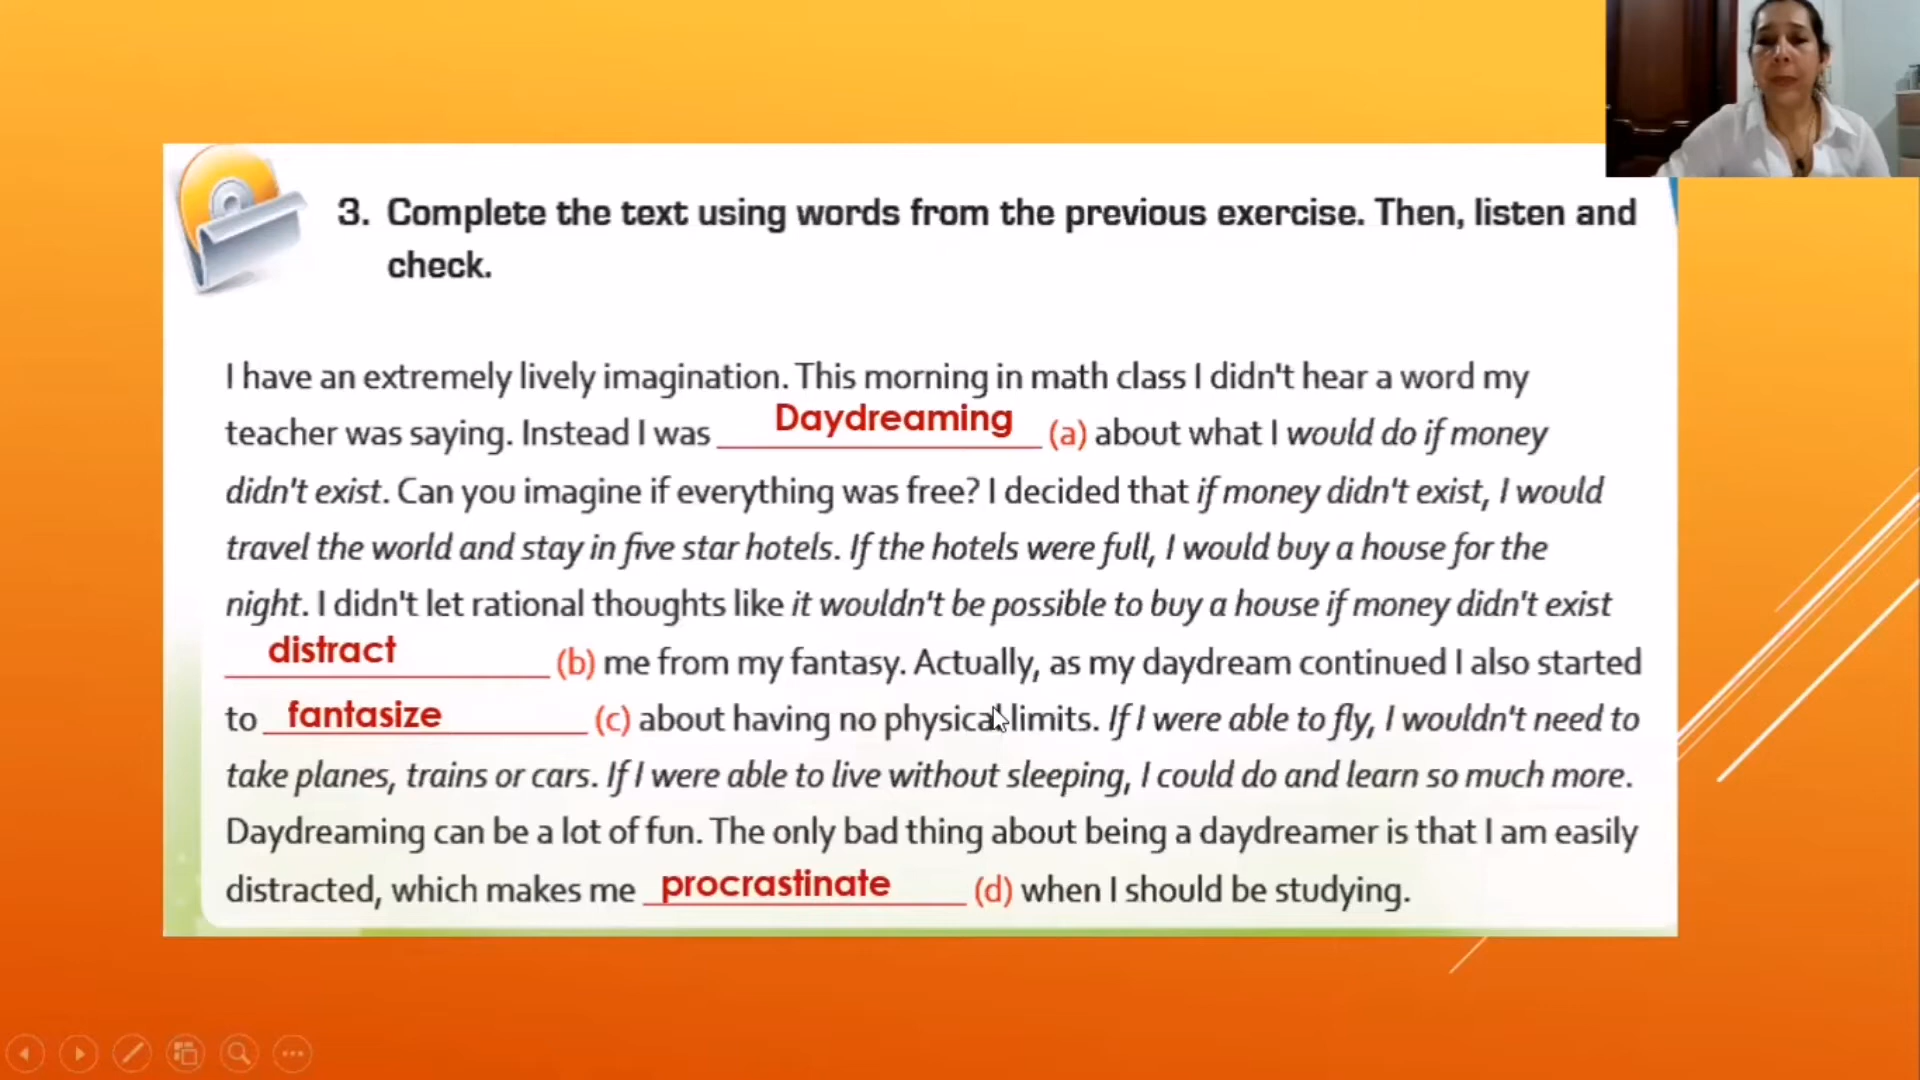 3. Complete the text using words from the previous exercise. Then, listen and
check.
I have an extremely lively imagination. This morning in math class I didn't hear a word my
teacher was saying. Instead I was Daydreaming (a) about what I would do if money
didn't exist. Can you imagine if everything was free? I decided that if money didn't exist, I would
travel the world and stay in five star hotels. If the hotels were full, I would buy a house for the
night. I didn't let rational thoughts like it wouldn't be possible to buy a house if money didn't exist
distract (b) me from my fantasy. Actually, as my daydream continued I also started
to fantasize (c) about having no physical limits. If I were able to fly, I wouldn't need to
take planes, trains or cars. If I were able to live without sleeping, I could do and learn so much more.
Daydreaming can be a lot of fun. The only bad thing about being a daydreamer is that I am easily
distracted, which makes me procrastinate (d) when I should be studying.